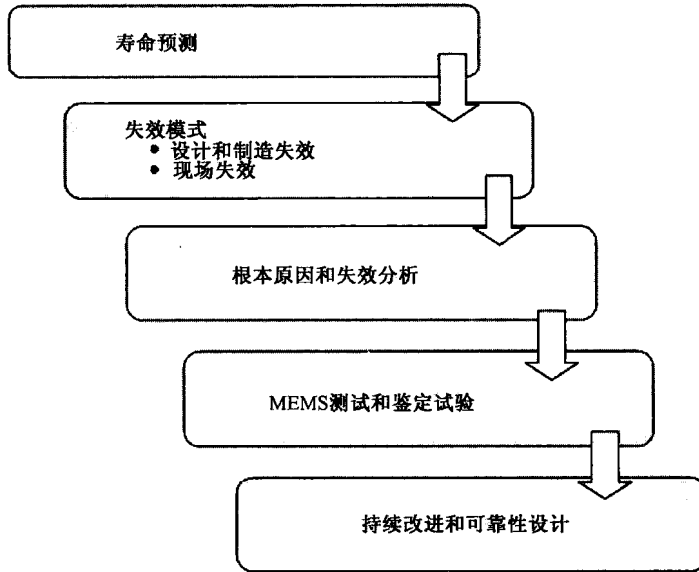 寿命预测
失效模式
• 设计和制造失效
• 现场失效
根本原因和失效分析
MEMS测试和鉴定试验
持续改进和可靠性设计